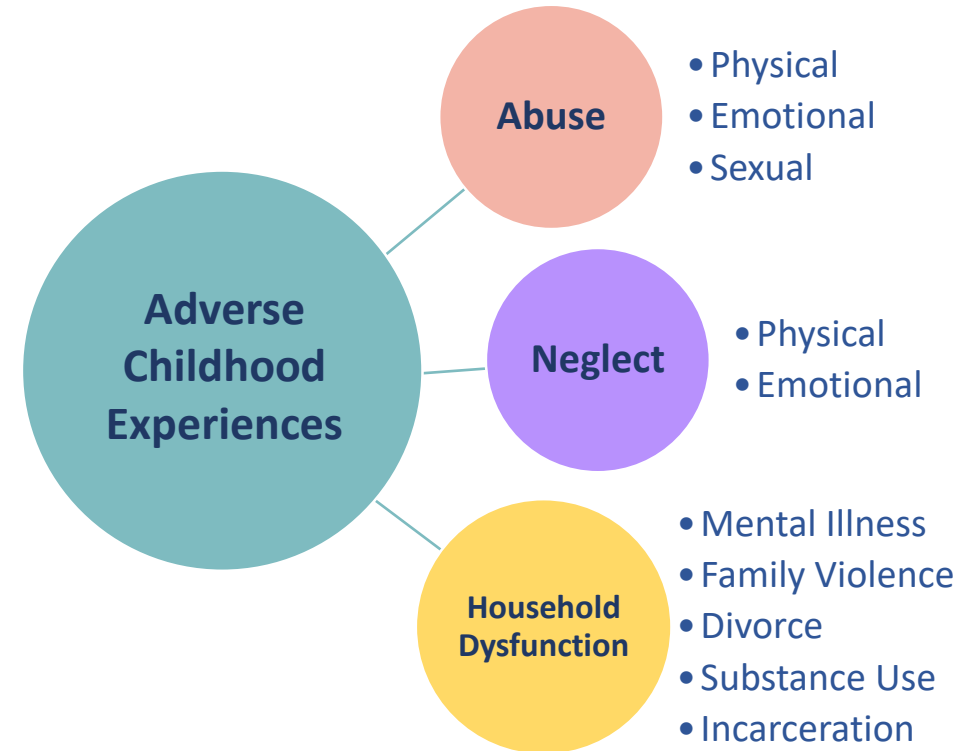 Adverse
Childhood
Experiences
Abuse
• Physical
• Emotional
• Sexual
Neglect
• Physical
• Emotional
Household
Dysfunction
• Mental Illness
• Family Violence
• Divorce
• Substance Use
• Incarceration